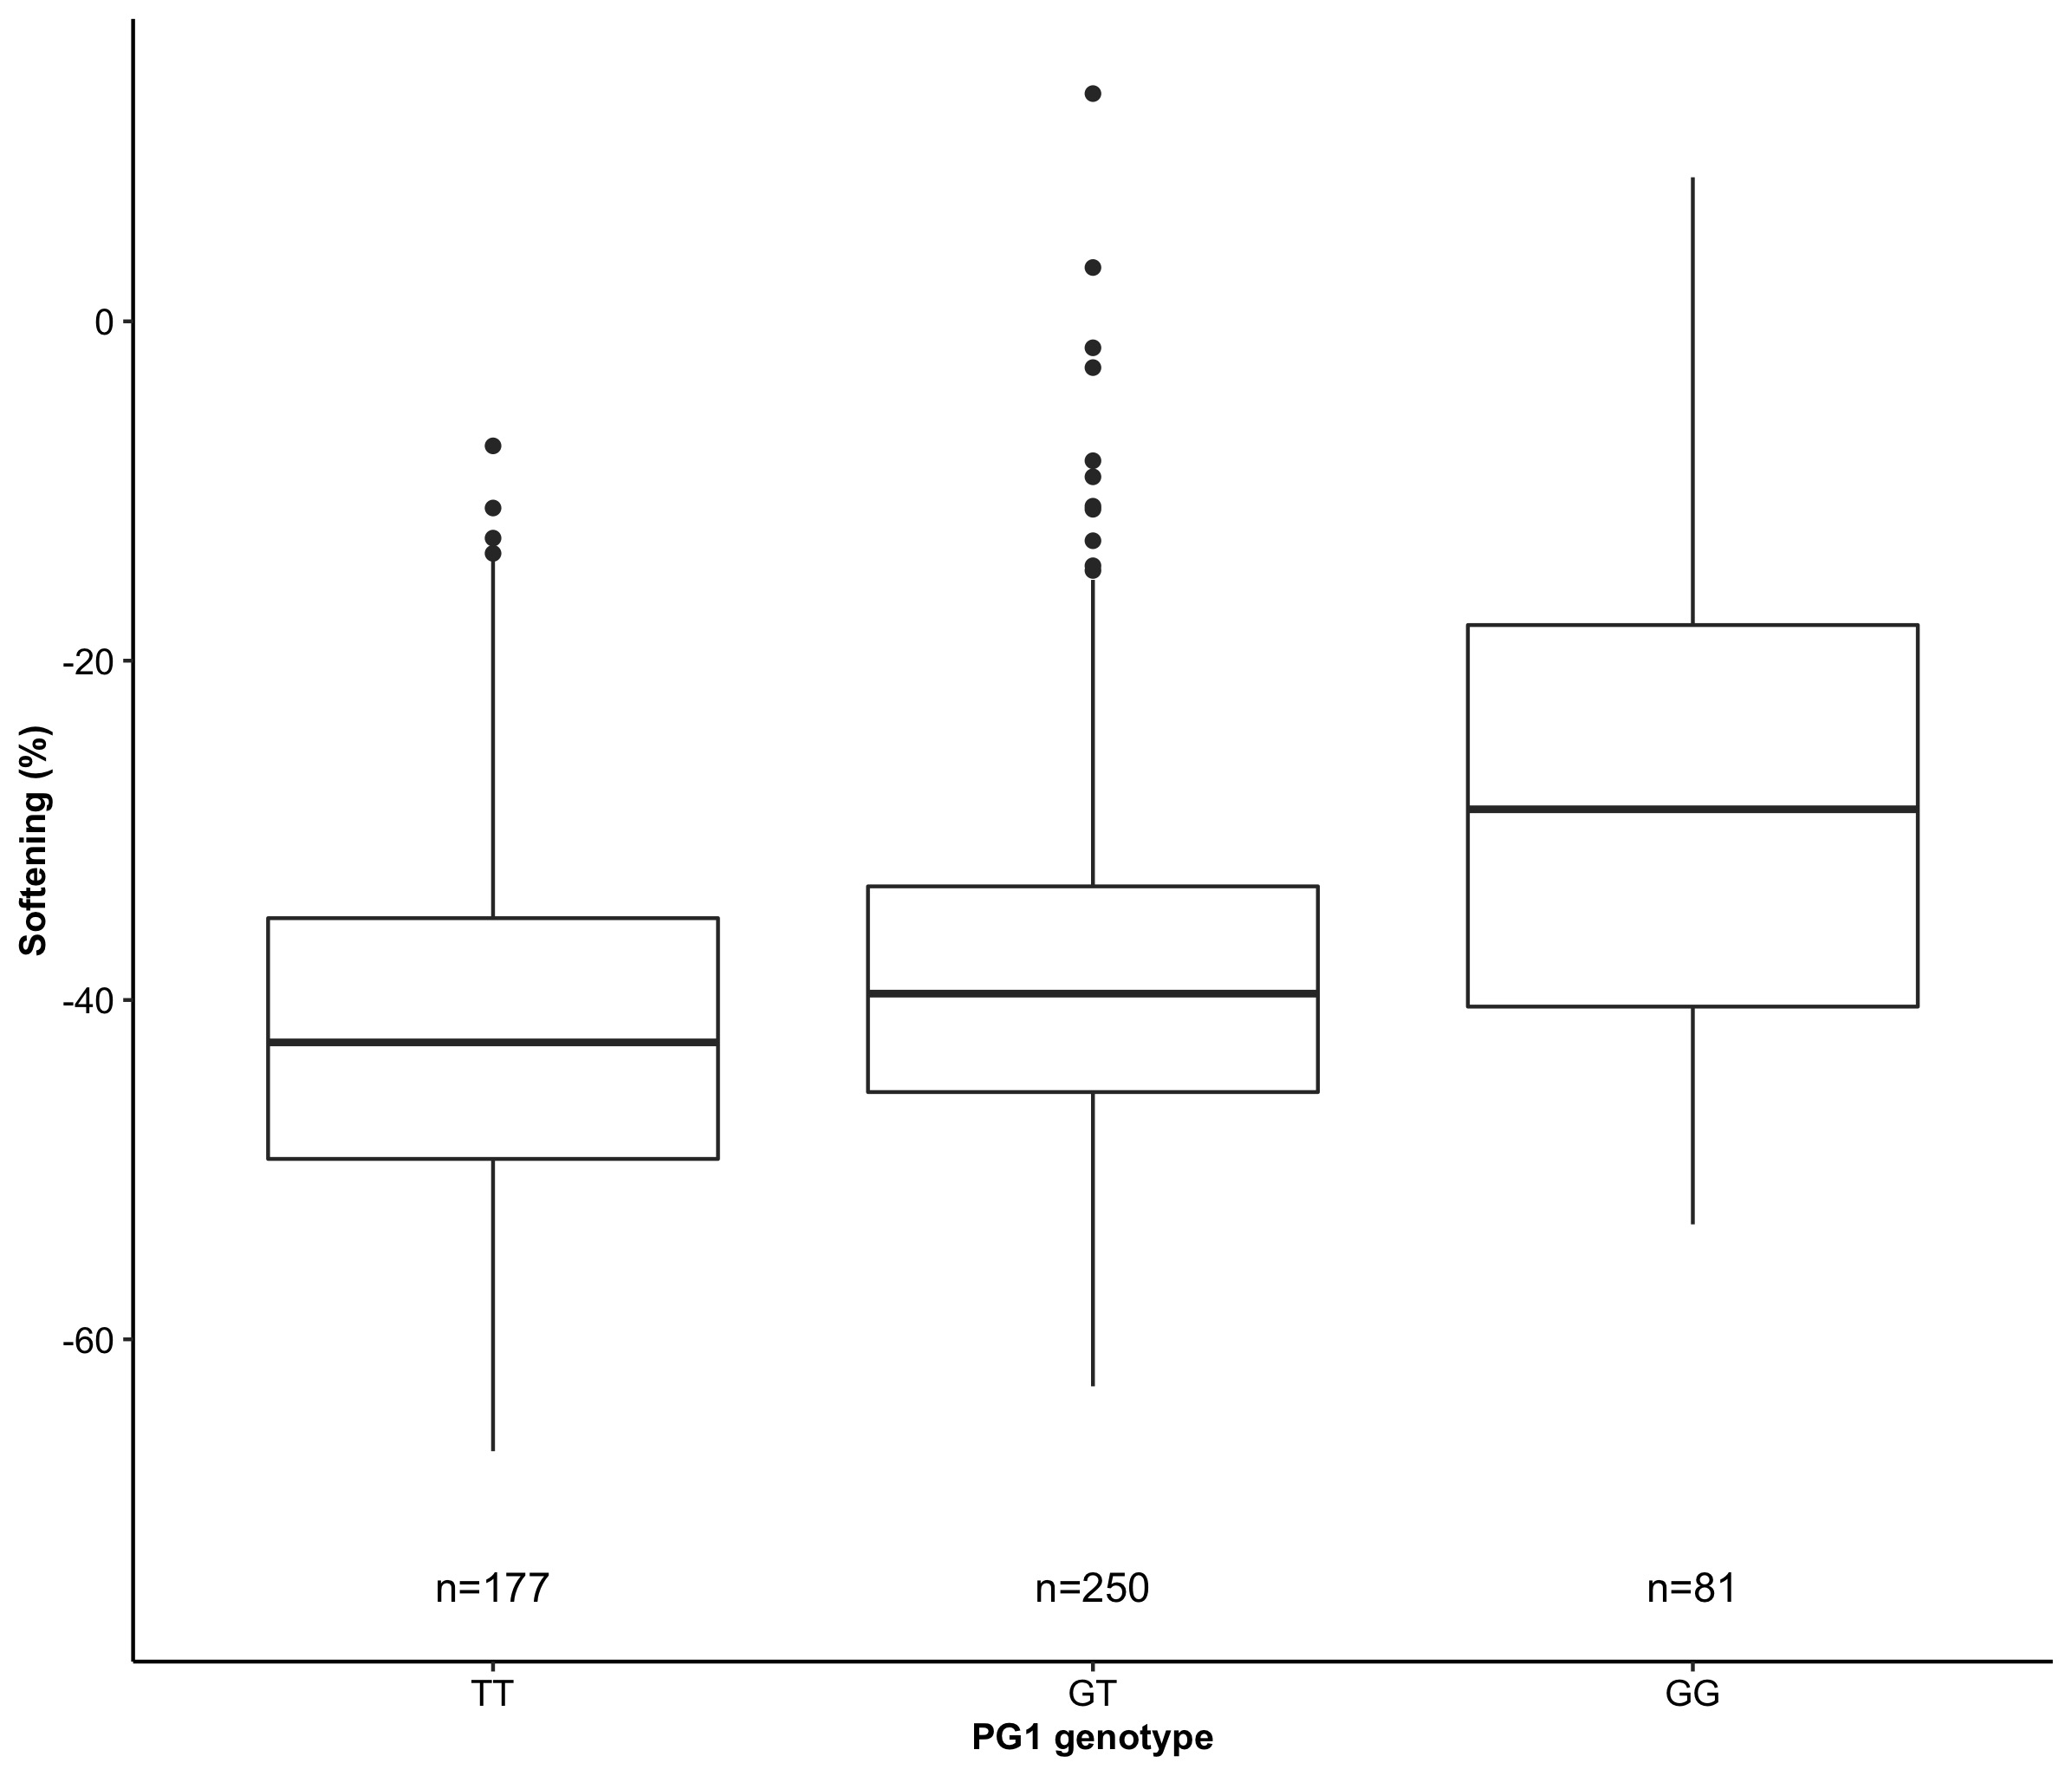 Softening (%)
0
-20
-40
-60
n=177
n=250
n=81
TT
GT
GG
PG1 genotype